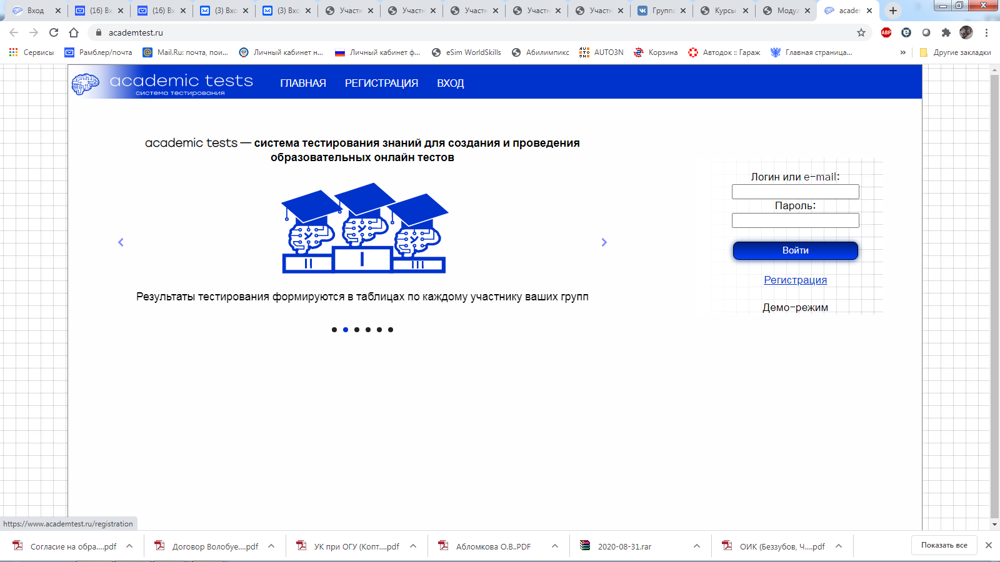 Вход
(16) Вх
(16) Вх
(3) Вхо
(3) Вхо
Участн
Участн
Участн
Участн
Участн
Группа
Курсы
Модул
acader
academtest.ru
ABP
Сервисы
Рамблер/почта
Mail.Ru: почта, пои...
Личный кабинет н...
Личный кабинет ф...
eSim WorldSkills
Абилимпикс
AUTO3N
Корзина
Автодок :: Гараж
Главная страница...
»
Другие закладки
academic tests
система тестирования
ГЛАВНАЯ
РЕГИСТРАЦИЯ
ВХОД
academic tests — система тестирования знаний для создания и проведения
образовательных онлайн тестов
II
I
III
Результаты тестирования формируются в таблицах по каждому участнику ваших групп
Логин или e-mail:
Пароль:
Войти
Регистрация
Демо-режим
https://www.academtest.ru/registration
Согласие на обра....pdf
Договор Волобуе....pdf
УК при ОГУ (Копт....pdf
Абломкова О.В..PDF
2020-08-31.rar
ОИК (Беззубов, Ч....pdf
Показать все